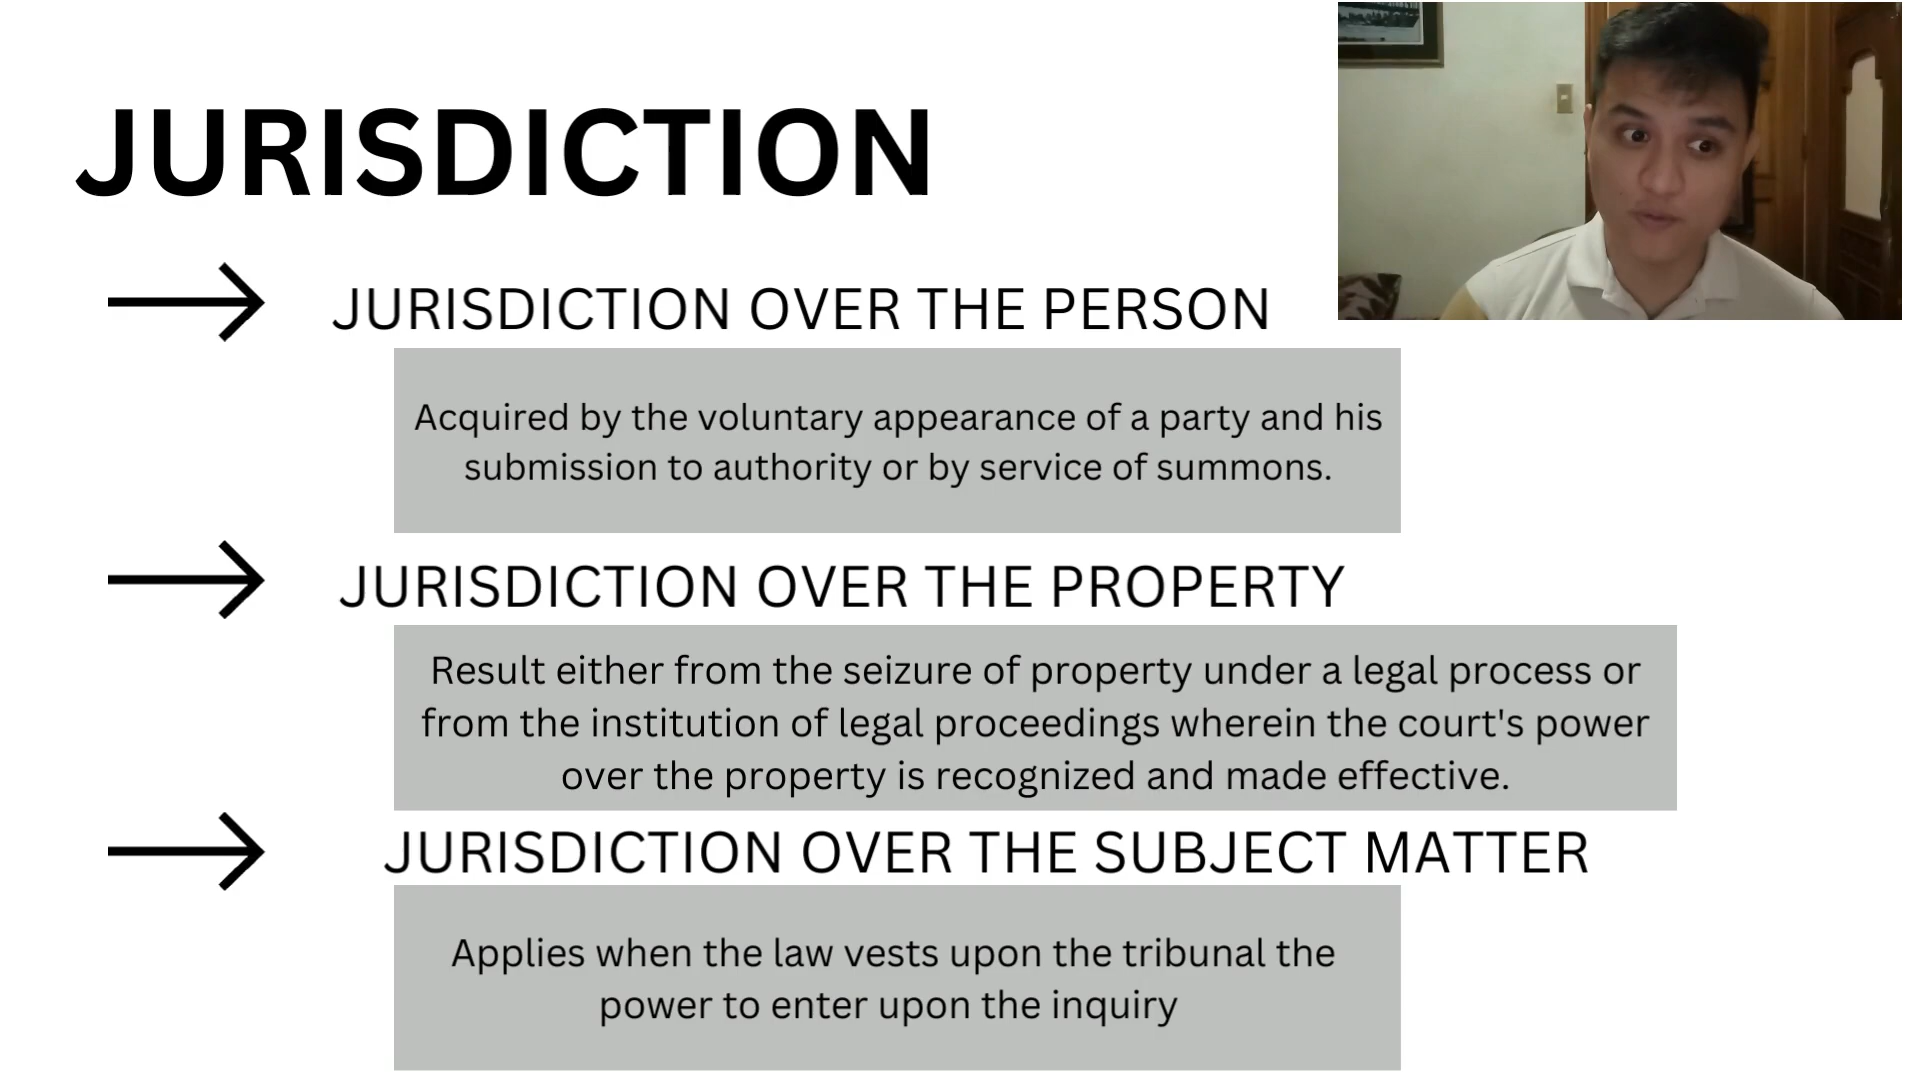 JURISDICTION
JURISDICTION OVER THE PERSON
Acquired by the voluntary appearance of a party and his
submission to authority or by service of summons.
JURISDICTION OVER THE PROPERTY
Result either from the seizure of property under a legal process or
from the institution of legal proceedings wherein the court's power
over the property is recognized and made effective.
JURISDICTION OVER THE SUBJECT MATTER
Applies when the law vests upon the tribunal the
power to enter upon the inquiry